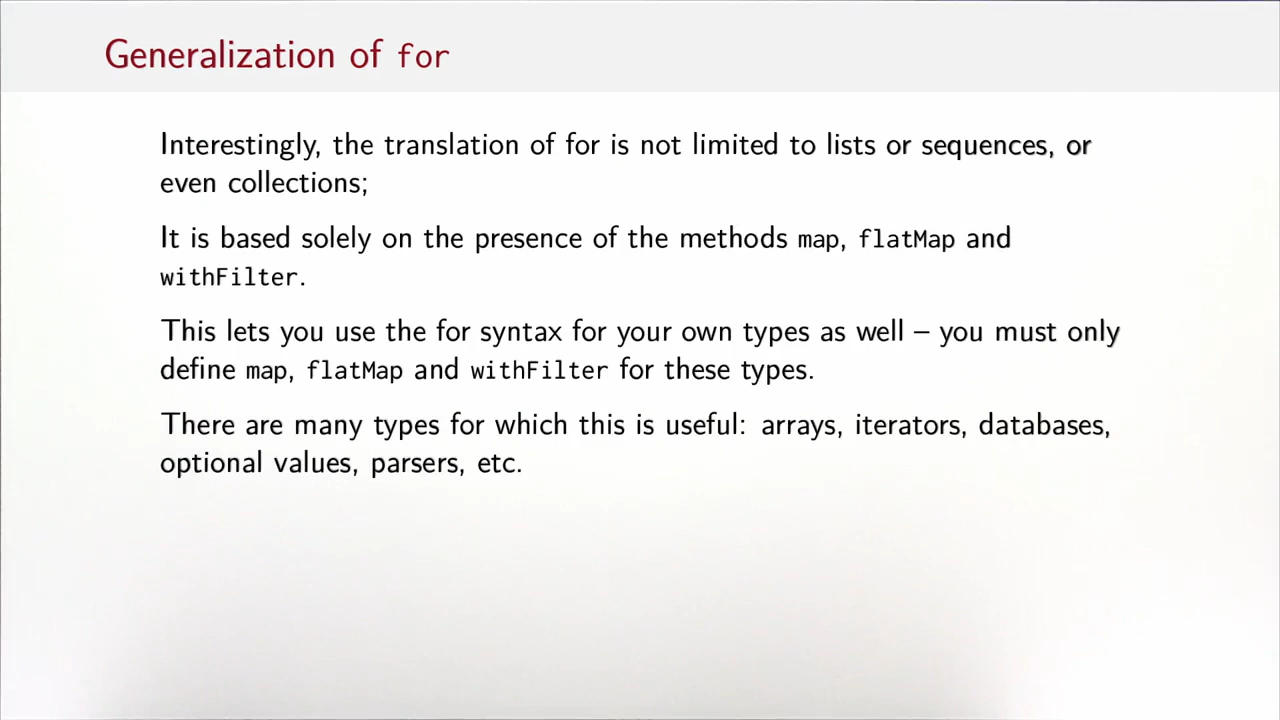 Generalization of for
Interestingly, the translation of for is not limited to lists or sequences, or
even collections;
It is based solely on the presence of the methods map, flatMap and
withFilter.
This lets you use the for syntax for your own types as well – you must only
define map, flatMap and withFilter for these types.
There are many types for which this is useful: arrays, iterators, databases,
optional values, parsers, etc.